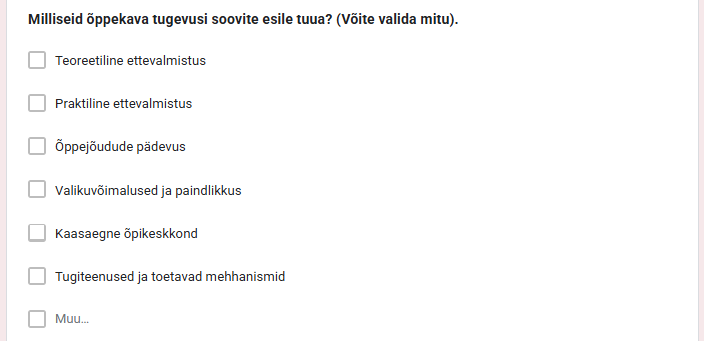 Milliseid õppekava tugevusi soovite esile tuua? (Võite valida mitu).
Teoreetiline ettevalmistus
Praktiline ettevalmistus
Õppejõudude pädevus
Valikuvõimalused ja paindlikkus
Kaasaegne õpikeskkond
Tugiteenused ja toetavad mehhanismid
Muu...